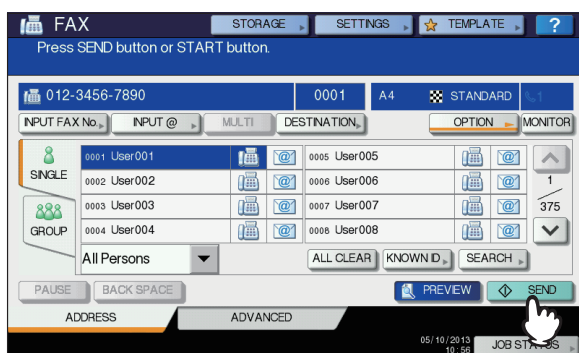 FAX STORAGE SETTINGS TEMPLATE ?
Press SEND button or START button.
012-3456-7890 0001 A4 STANDARD 1
INPUT FAX No. INPUT @ MULTI DESTINATION OPTION MONITOR
SINGLE
0001 User001 @ 0005 User005 @
0002 User002 @ 0006 User006 @
1
0003 User003 @ 0007 User007 @
375
GROUP
0004 User004 @ 0008 User008 @
All Persons ALL CLEAR KNOWN ID SEARCH
PAUSE BACK SPACE PREVIEW SEND
ADDRESS ADVANCED
05/10/2013
10:56 JOB STATUS